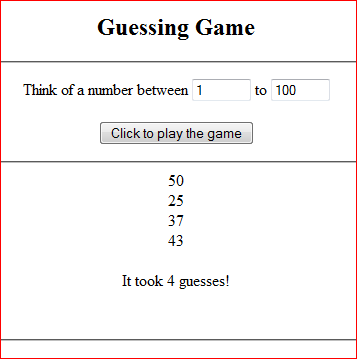 Guessing Game
Think of a number between 1 to 100
Click to play the game
50
25
37
43
It took 4 guesses!